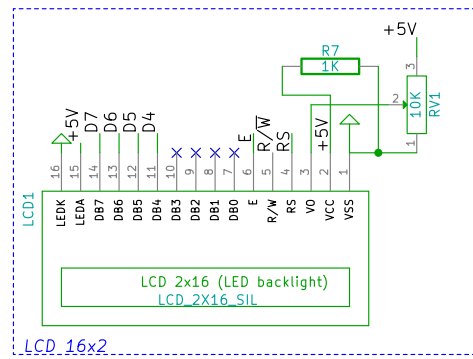 +5V
R7
1K
3
2
10K
RV1
1
+5V
D7
D6
D5
D4
E
R/W
RS
+5V
16
15
14
13
12
11
10
9
8
7
6
5
4
3
2
1
LCD1
LEDK
LEDA
DB7
DB6
DB5
DB4
DB3
DB2
DB1
DB0
E
R/W
RS
VO
VCC
VSS
LCD 2x16 (LED backlight)
LCD_2X16_SIL
LCD 16x2